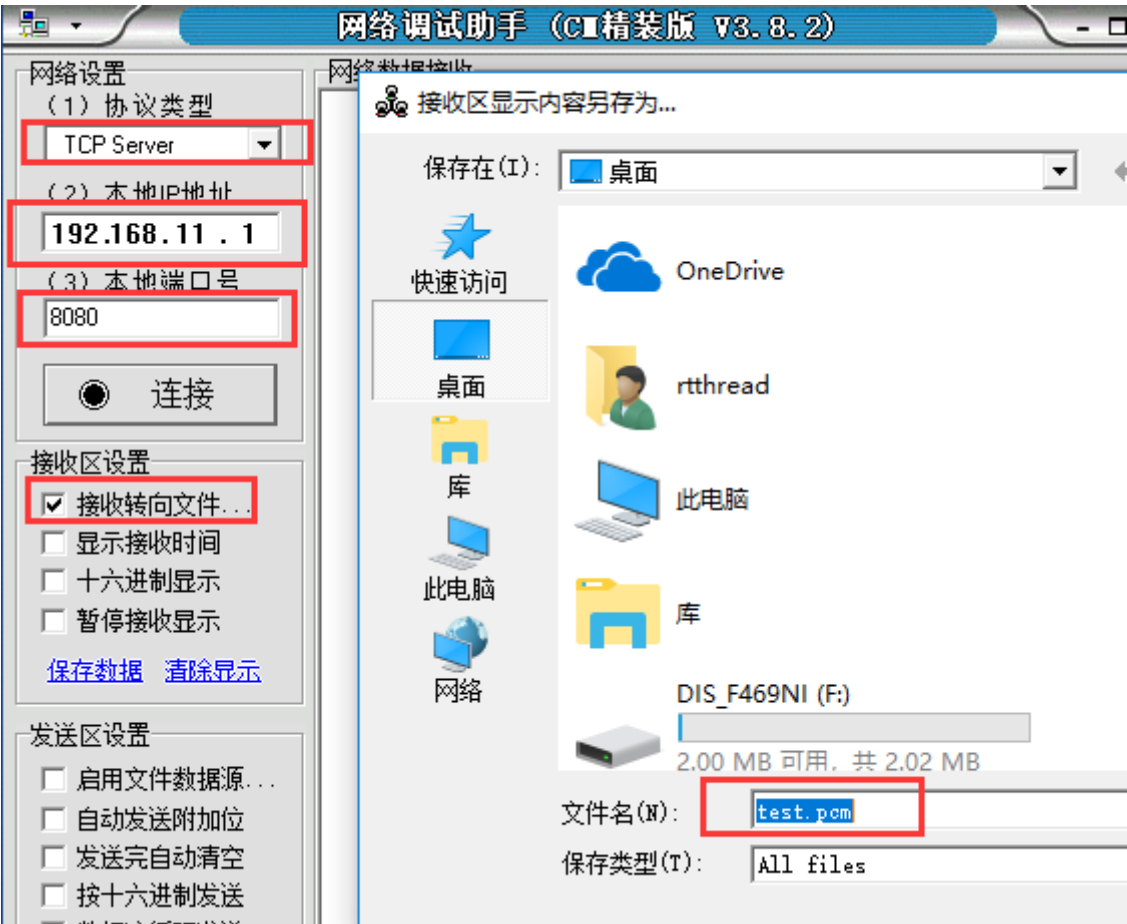 网络调试助手 (CM精装版 V3.8.2)
网络设置
(1) 协议类型
TCP Server
(2) 本地IP地址
192.168.11 . 1
(3) 本地端口号
8080
连接
接收区设置
接收转向文件...
显示接收时间
十六进制显示
暂停接收显示
保存数据 清除显示
发送区设置
启用文件数据源...
自动发送附加位
发送完自动清空
按十六进制发送
网络数据接收
接收区显示内容另存为...
保存在(I):
桌面
快速访问
桌面
库
此电脑
网络
OneDrive
rtthread
此电脑
库
DIS_F469NI (F:)
2.00 MB 可用, 共 2.02 MB
文件名(N):
test.pcm
保存类型(T):
All files